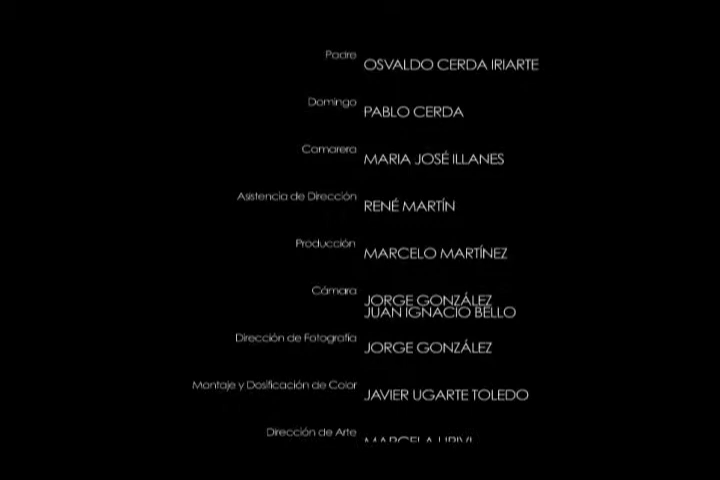 Padre
OSVALDO CERDA IRIARTE
Domingo
PABLO CERDA
Camarera
MARIA JOSÉ ILLANES
Asistencia de Dirección
RENÉ MARTÍN
Producción
MARCELO MARTÍNEZ
Cámara
JORGE GONZÁLEZ
JUAN IGNACIO BELLO
Dirección de Fotografía
JORGE GONZÁLEZ
Montaje y Dosificación de Color
JAVIER UGARTE TOLEDO
Dirección de Arte
MARCELA